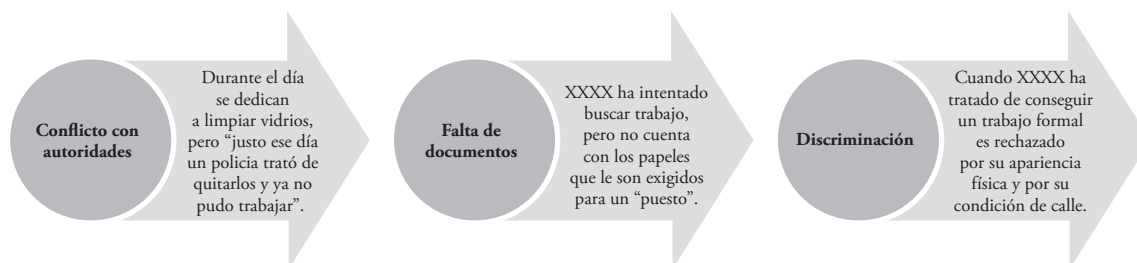 Conflicto con
autoridades
Durante el día
se dedican
a limpiar vidrios,
pero “justo ese día
un policia trató de
quitarlos y ya no
pudo trabajar”.
Falta de
documentos
XXXX ha intentado
buscar trabajo,
pero no cuenta
con los papeles
que le son exigidos
para un “puesto”.
Discriminación
Cuando XXXX ha
tratado de conseguir
un trabajo formal
es rechazado
por su apariencia
física y por su
condición de calle.